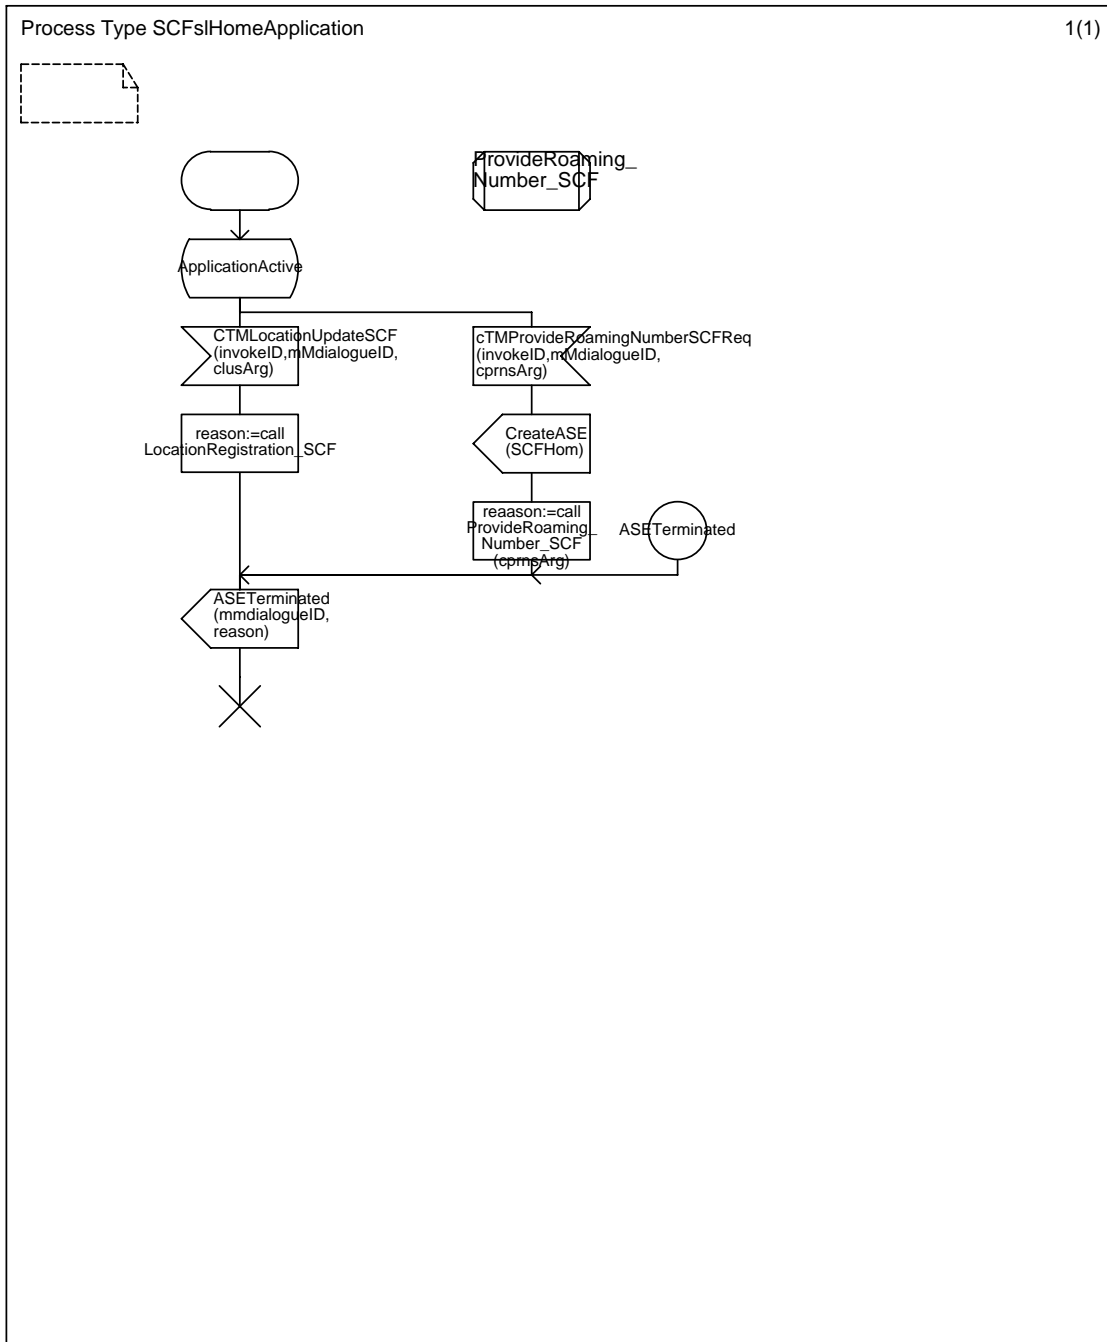 Process Type SCFslHomeApplication
1(1)
ProvideRoaming_
Number_SCF
ApplicationActive
CTMLocationUpdateSCF
(invokeID,mMdialogueID,
clusArg)
cTMProvideRoamingNumberSCFReq
(invokeID,mMdialogueID,
cprnsArg)
reason:=call
LocationRegistration_SCF
CreateASE
(SCFHom)
reaason:=call
ProvideRoaming_
Number_SCF
(cprnsArg)
ASETerminated
ASETerminated
(mmdialogueID,
reason)